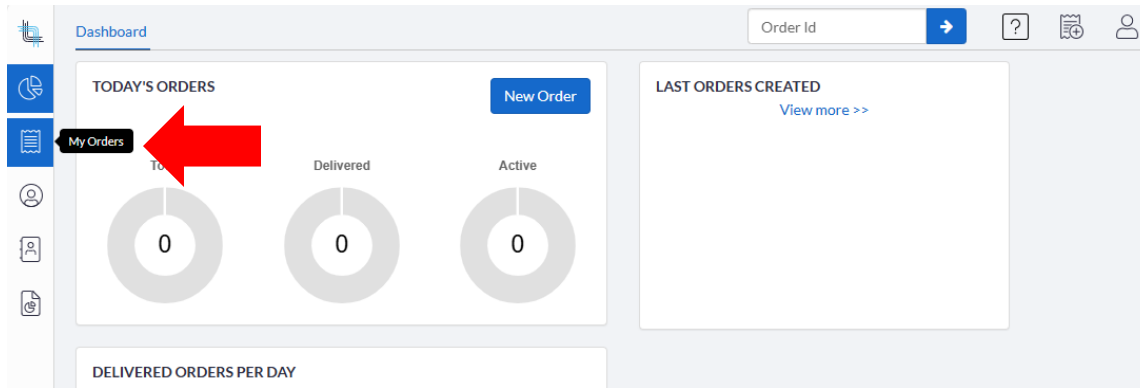 Dashboard
Order Id
?
TODAY'S ORDERS
New Order
My Orders
To
Delivered
Active
0
0
0
LAST ORDERS CREATED
View more >>
DELIVERED ORDERS PER DAY